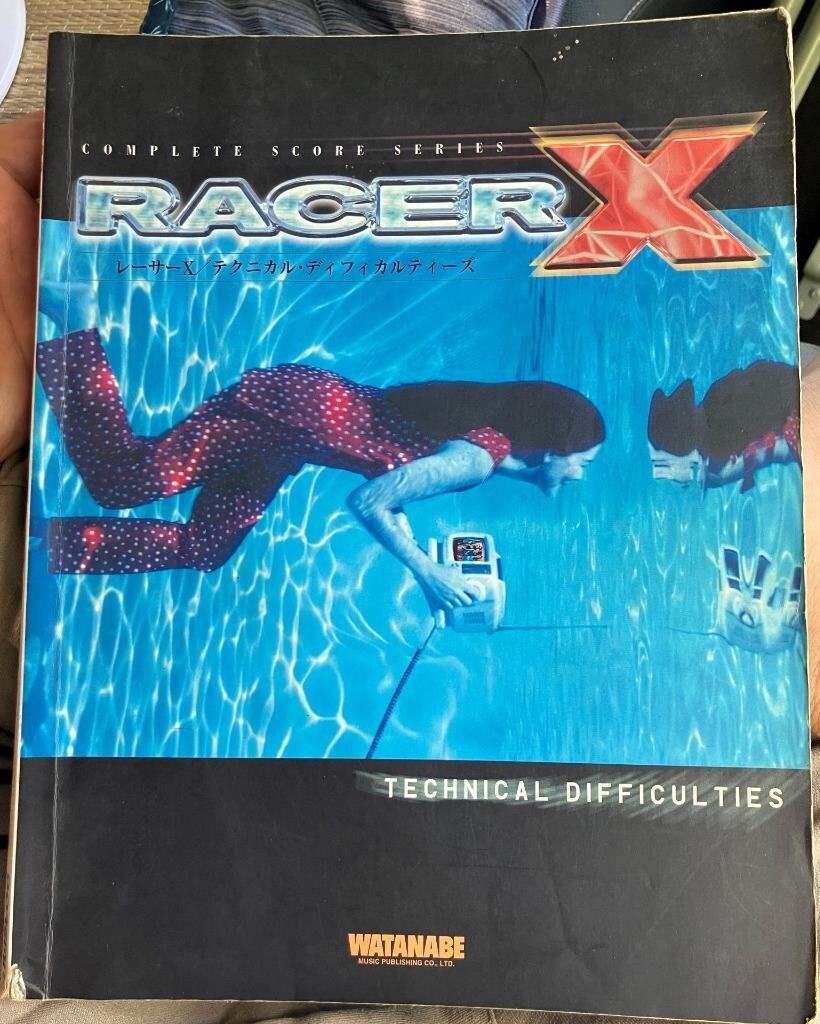 COMPLETE SCORE SERIES
RACER X
レーサーX／テクニカル・ディフィカルティーズ
TECHNICAL DIFFICULTIES
WATANABE
MUSIC PUBLISHING CO., LTD.